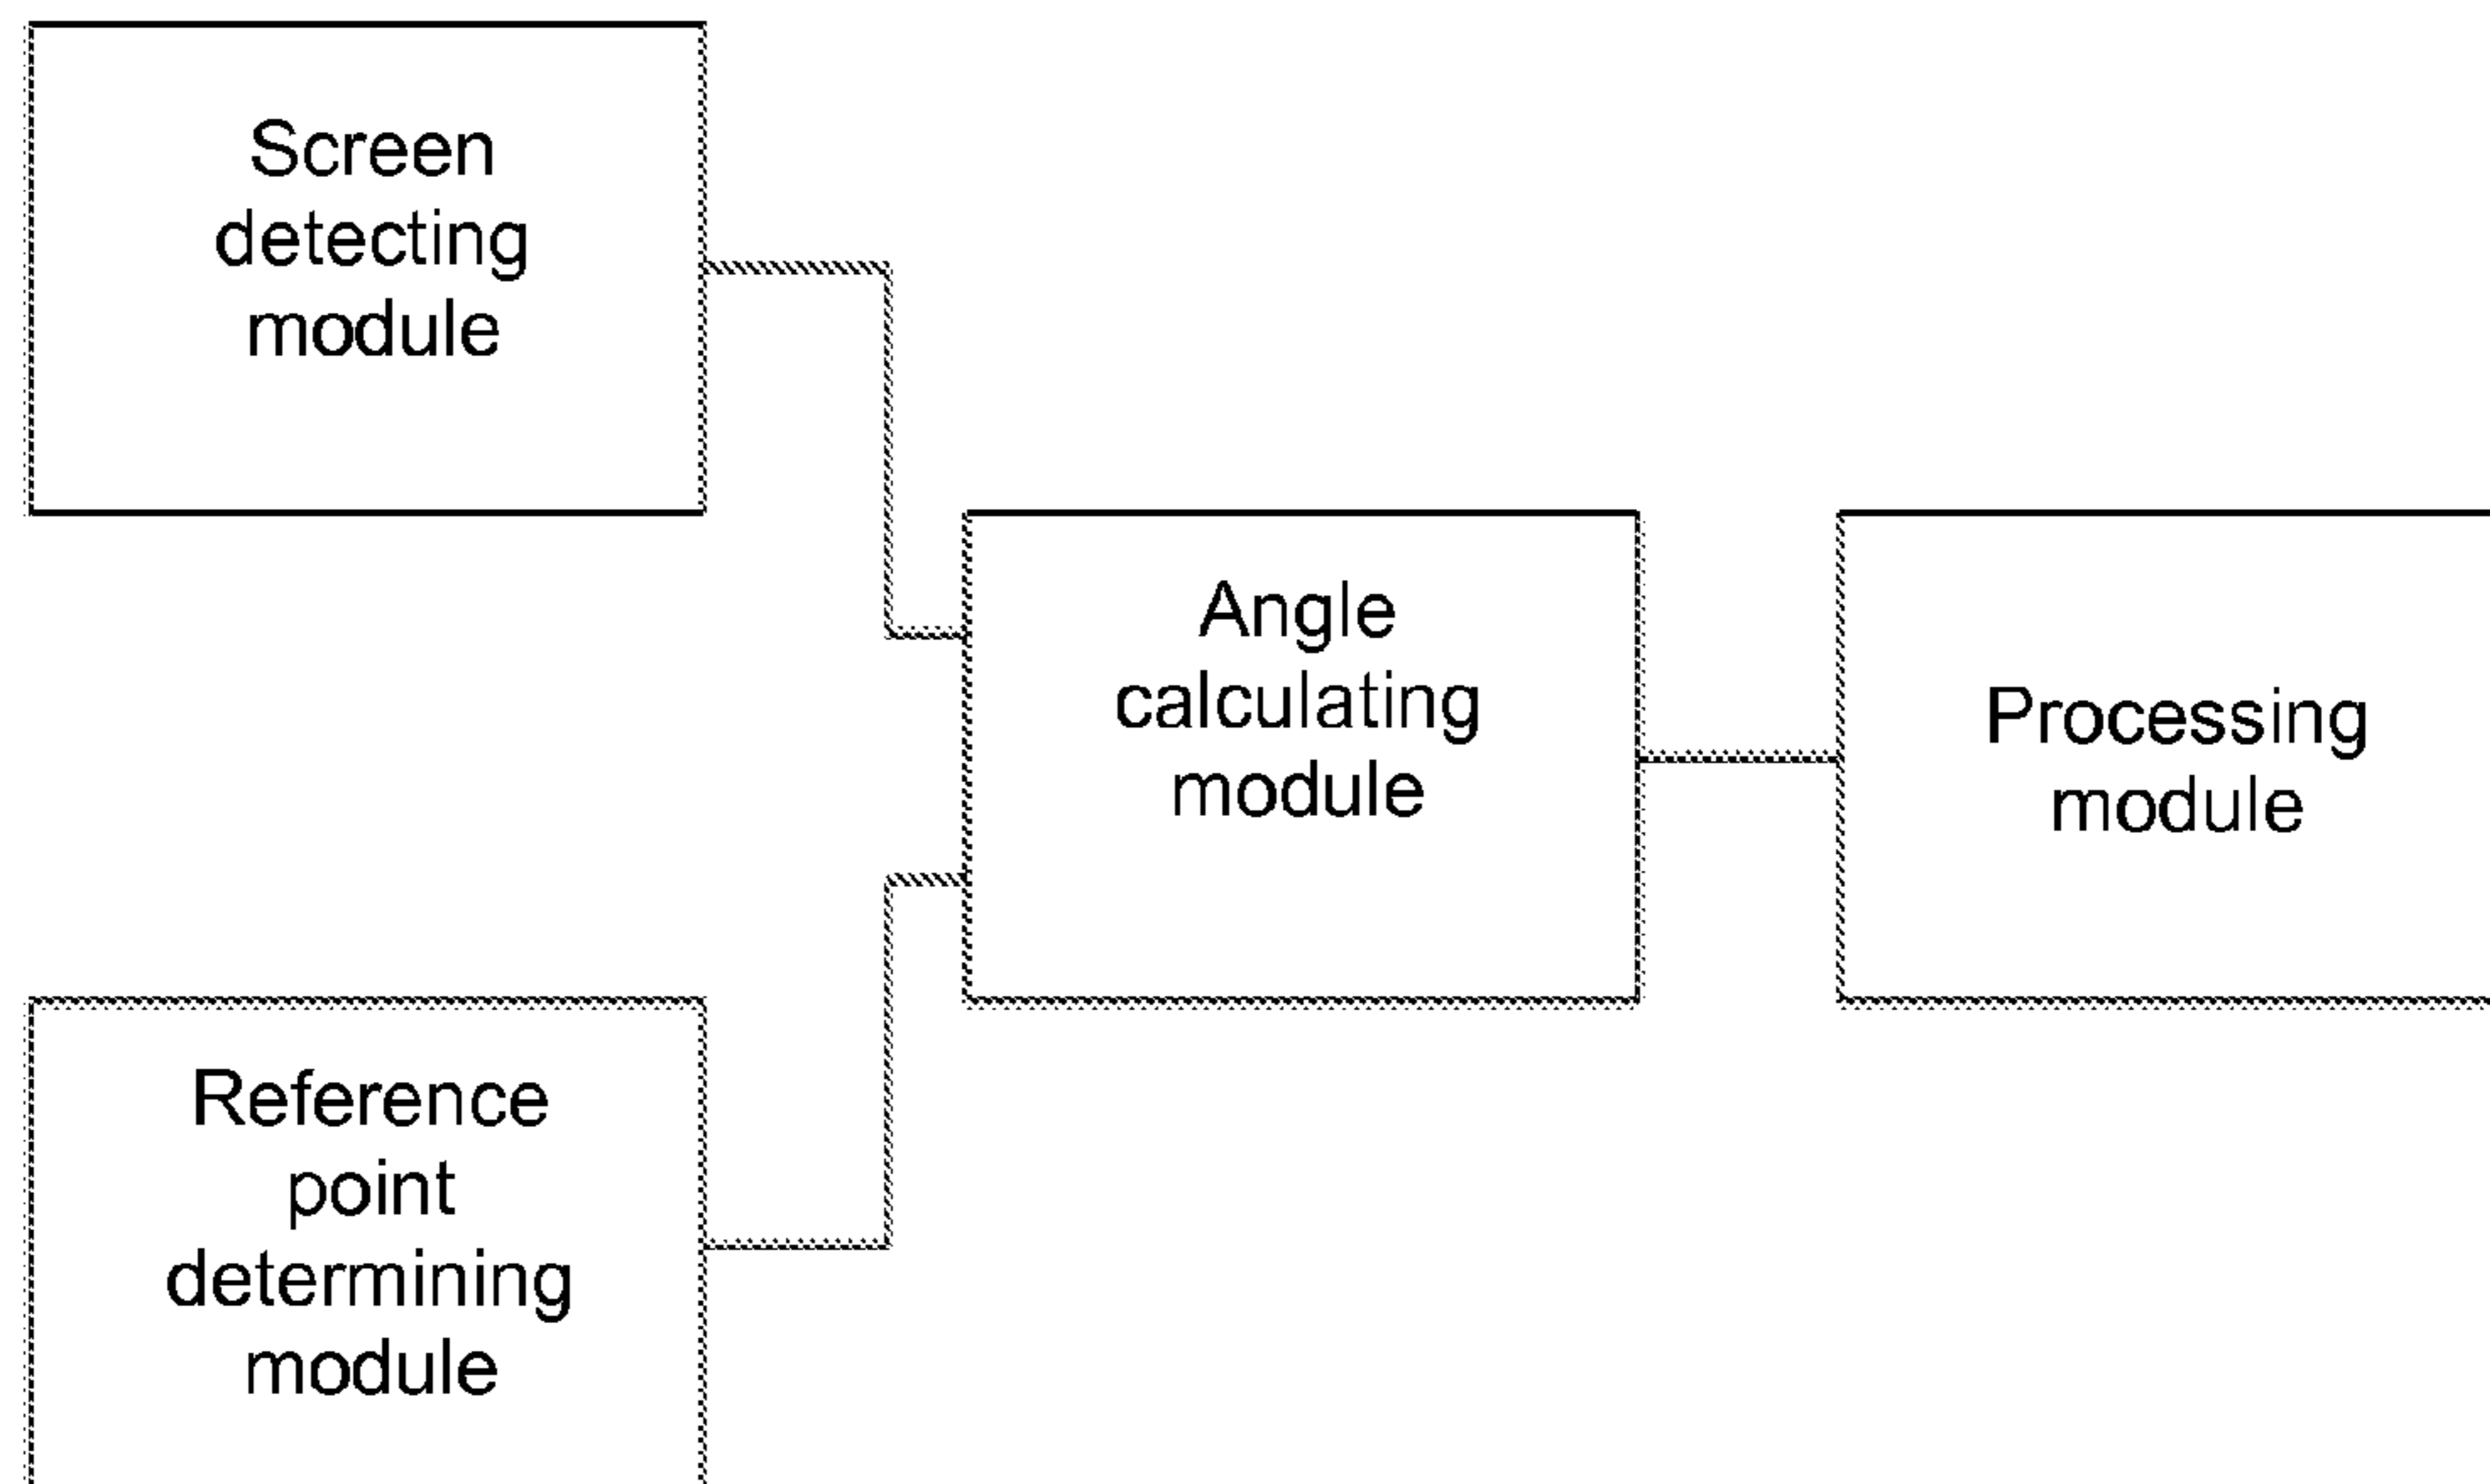 Screen
detecting
module
Angle
calculating
module
Processing
module
Reference
point
determining
module